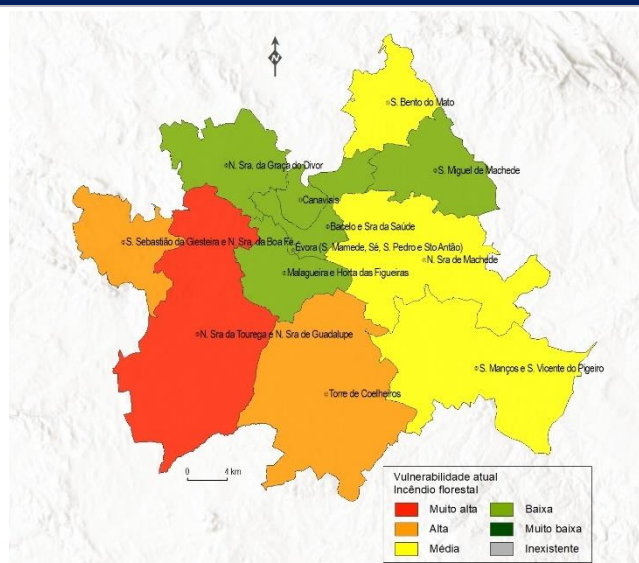 N
S. Bento do Mato
N. Sra. da Graça do Divor
S. Miguel de Machede
Canaviais
Bacelo e Sra da Saúde
S. Sebastião da Giesteira e N. Sra. da Boa Fé
Évora (S. Mamede, Sé, S. Pedro e Sto Antão)
N. Sra de Machede
Malagueira e Horta das Figueiras
N. Sra da Tourega e N. Sra de Guadalupe
S. Manços e S. Vicente do Pigeiro
Torre de Coelheiros
0 4 km
Vulnerabilidade atual
Incêndio florestal
Muito alta
Baixa
Alta
Muito baixa
Média
Inexistente